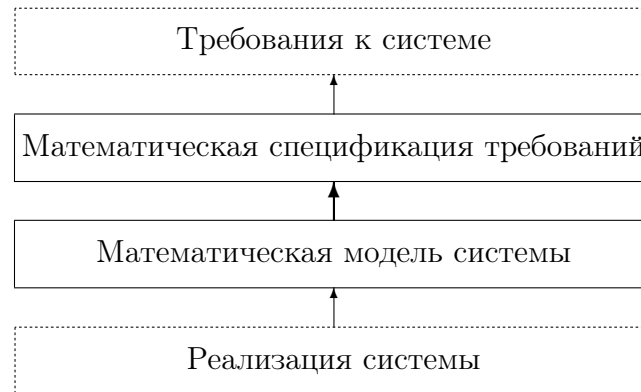 Требования к системе
Математическая спецификация требований
Математическая модель системы
Реализация системы